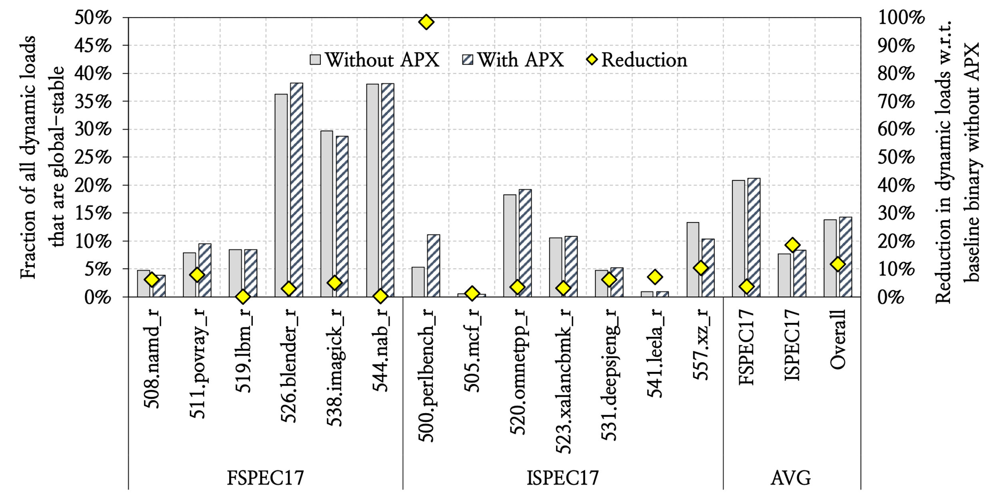 Fraction of all dynamic loads
that are global-stable
50%
45%
40%
35%
30%
25%
20%
15%
10%
5%
0%
Without APX
With APX
Reduction
100%
90%
80%
70%
60%
50%
40%
30%
20%
10%
0%
Reduction in dynamic loads w.r.t.
baseline binary without APX
508.namd_r
511.povray_r
519.lbm_r
526.blender_r
538.imagick_r
544.nab_r
500.perlbench_r
505.mcf_r
520.omnetpp_r
523.xalancbmk_r
531.deepsjeng_r
541.leela_r
557.xz_r
FSPEC17
ISPEC17
Overall
FSPEC17
ISPEC17
AVG